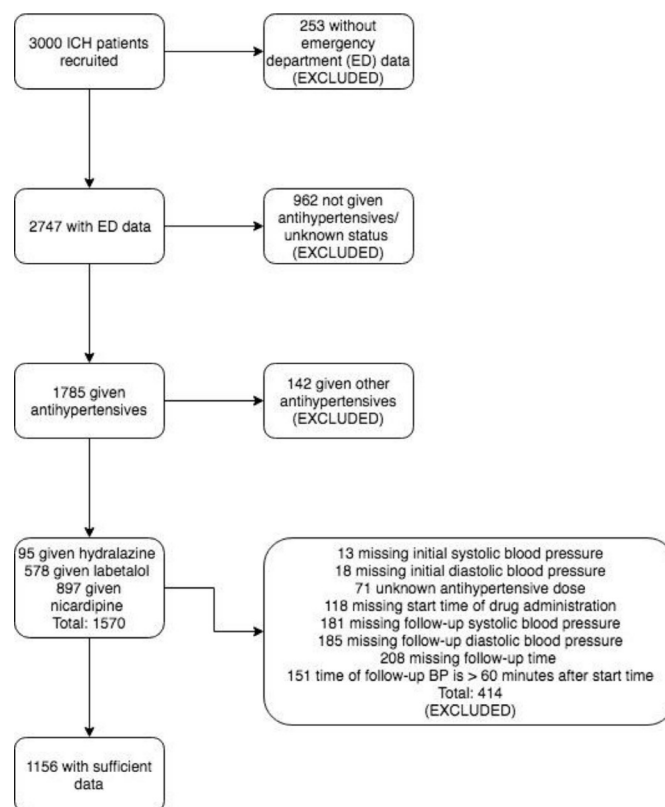 3000 ICH patients
recruited
253 without
emergency
department (ED) data
(EXCLUDED)
2747 with ED data
962 not given
antihypertensives/
unknown status
(EXCLUDED)
1785 given
antihypertensives
142 given other
antihypertensives
(EXCLUDED)
95 given hydralazine
578 given labetalol
897 given
nicardipine
Total: 1570
13 missing initial systolic blood pressure
18 missing initial diastolic blood pressure
71 unknown antihypertensive dose
118 missing start time of drug administration
181 missing follow-up systolic blood pressure
185 missing follow-up diastolic blood pressure
208 missing follow-up time
151 time of follow-up BP is > 60 minutes after start time
Total: 414
(EXCLUDED)
1156 with sufficient
data